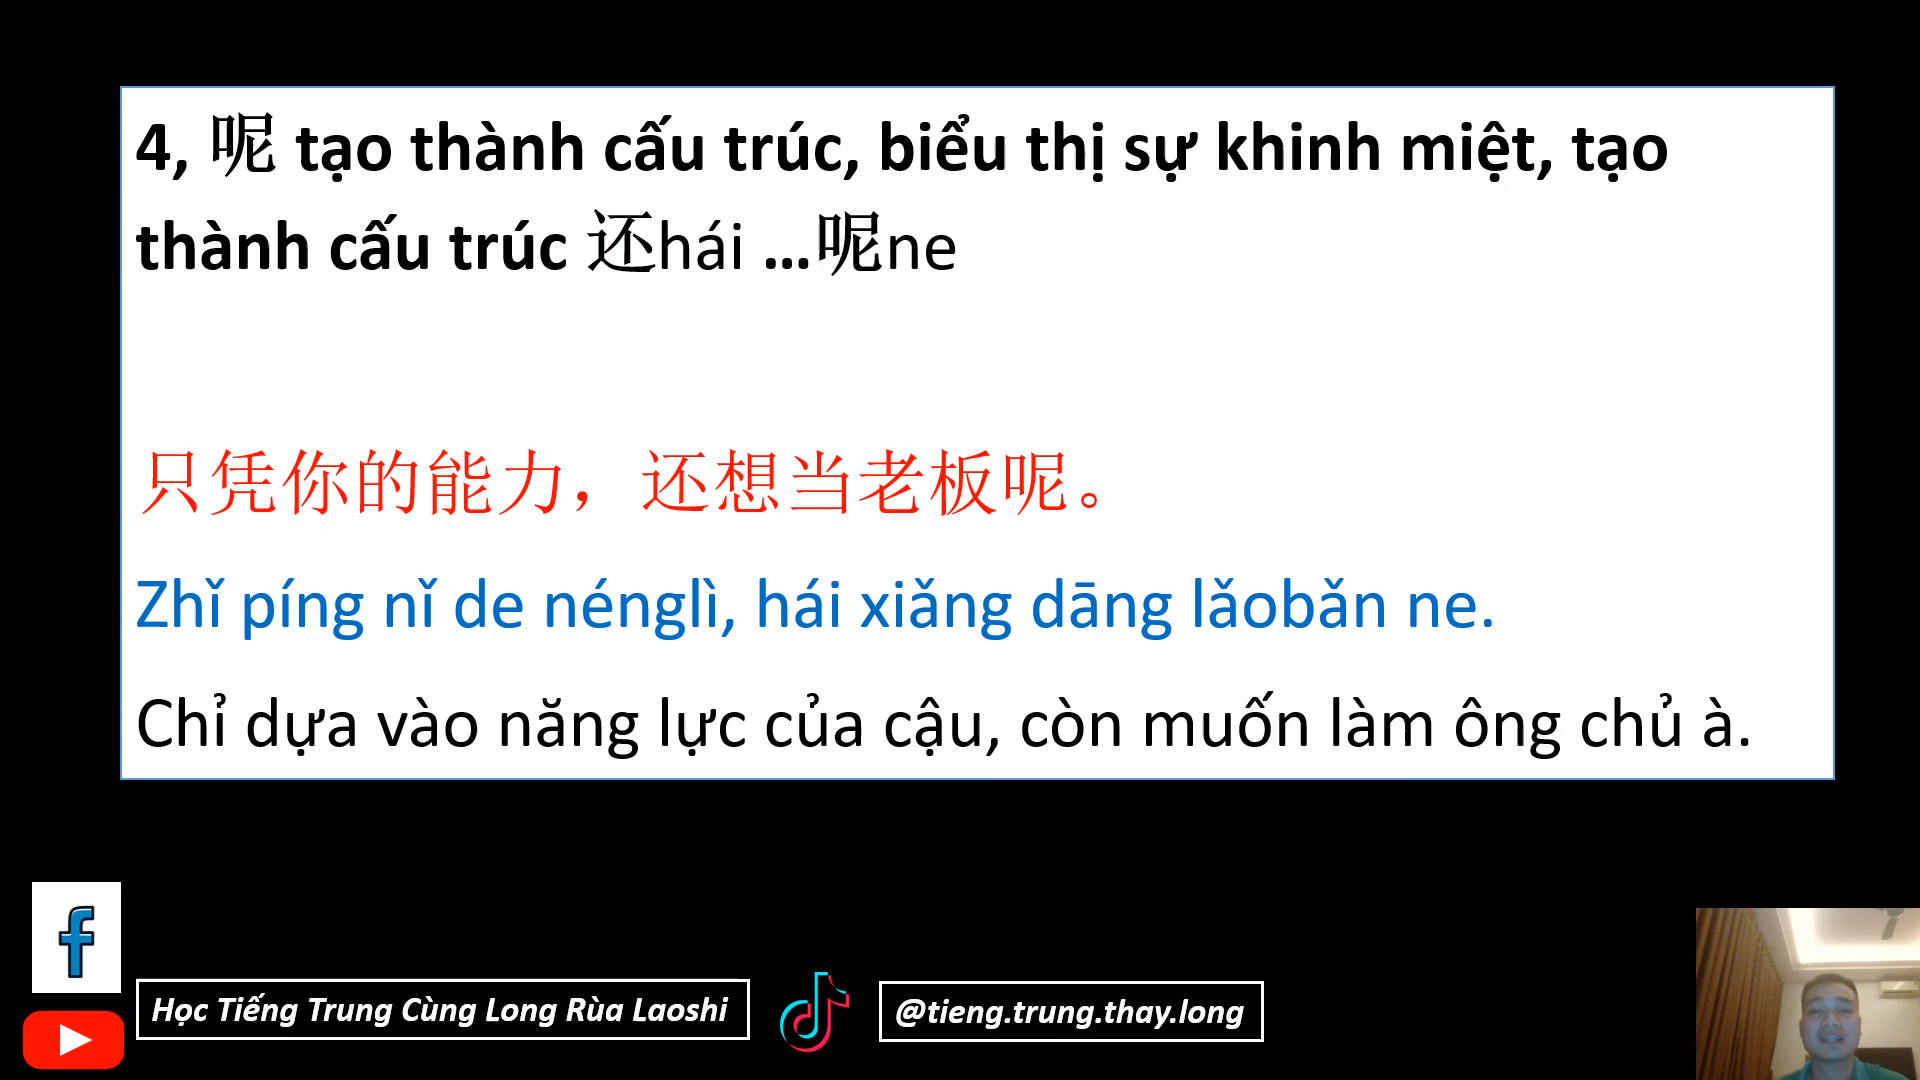 4, 呢 tạo thành cấu trúc, biểu thị sự khinh miệt, tạo
thành cấu trúc 还hái ...呢ne
只凭你的能力，还想当老板呢。
Zhǐ píng nǐ de nénglì, hái xiǎng dāng lǎobǎn ne.
Chỉ dựa vào năng lực của cậu, còn muốn làm ông chủ à.
Học Tiếng Trung Cùng Long Rùa Laoshi
@tieng.trung.thay.long